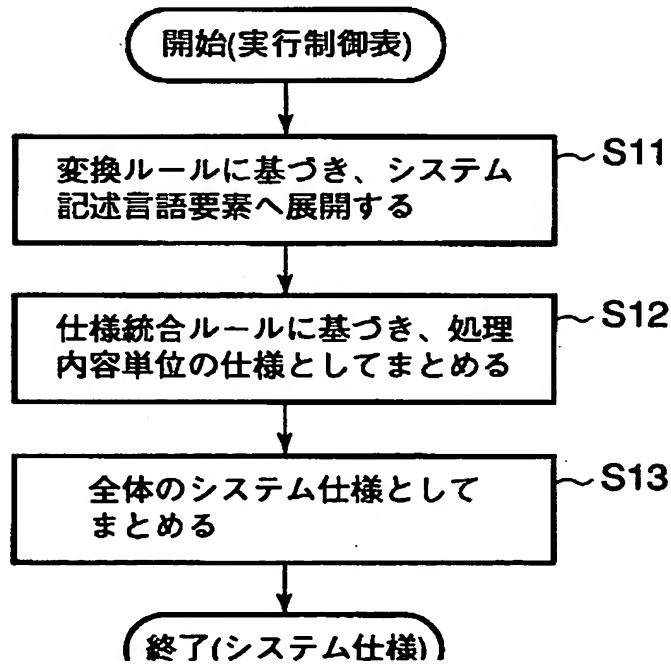 開始(実行制御表)
変換ルールに基づき、システム
記述言語要素へ展開する
S11
仕様統合ルールに基づき、処理
内容単位の仕様としてまとめる
S12
全体のシステム仕様として
まとめる
S13
終了(システム仕様)